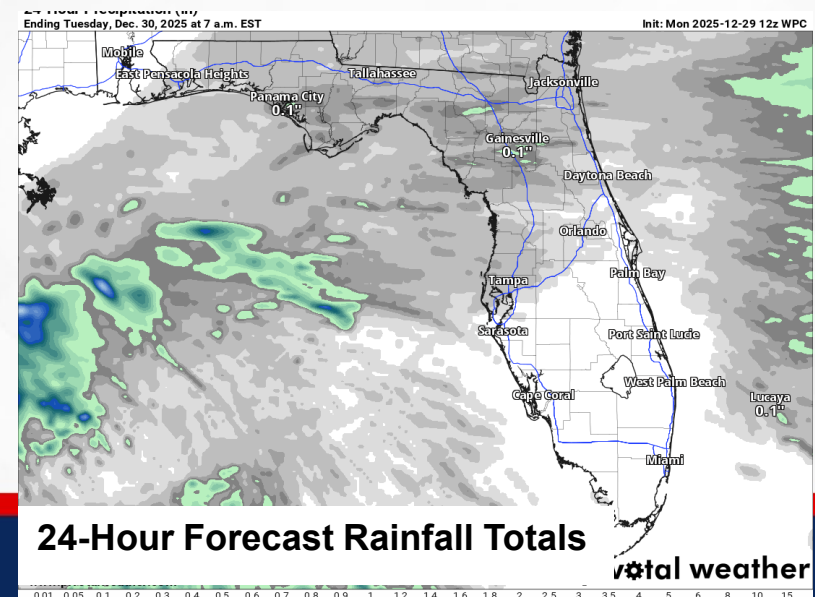 24-Hour Precipitation (in)
Ending Tuesday, Dec. 30, 2025 at 7 a.m. EST
Init: Mon 2025-12-29 12z WPC
Mobile
East Pensacola Heights
Tallahassee
Jacksonville
Panama City
0.1"
Gainesville
0.1"
Daytona Beach
Orlando
Palm Bay
Tampa
Sarasota
Port Saint Lucie
West Palm Beach
Cape Coral
Lucaya
0.1"
Miami
24-Hour Forecast Rainfall Totals
votal weather
0.01 0.05 0.1 0.2 0.3 0.4 0.5 0.6 0.7 0.8 0.9 1 1.2 1.4 1.6 1.8 2 2.5 3 3.5 4 5 6 8 10 15